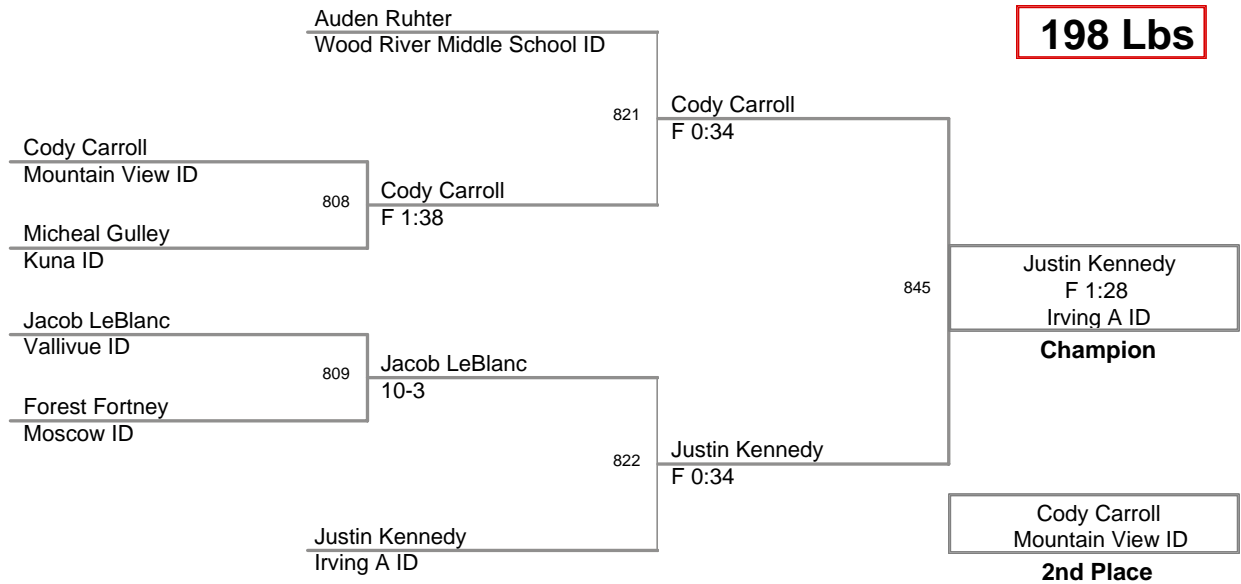 Auden Ruhter
Wood River Middle School ID
198 Lbs
821
Cody Carroll
F 0:34
Cody Carroll
Mountain View ID
808
Cody Carroll
F 1:38
Micheal Gulley
Kuna ID
845
Justin Kennedy
F 1:28
Irving A ID
Champion
Jacob LeBlanc
Vallivue ID
809
Jacob LeBlanc
10-3
Forest Fortney
Moscow ID
822
Justin Kennedy
F 0:34
Justin Kennedy
Irving A ID
Cody Carroll
Mountain View ID
2nd Place